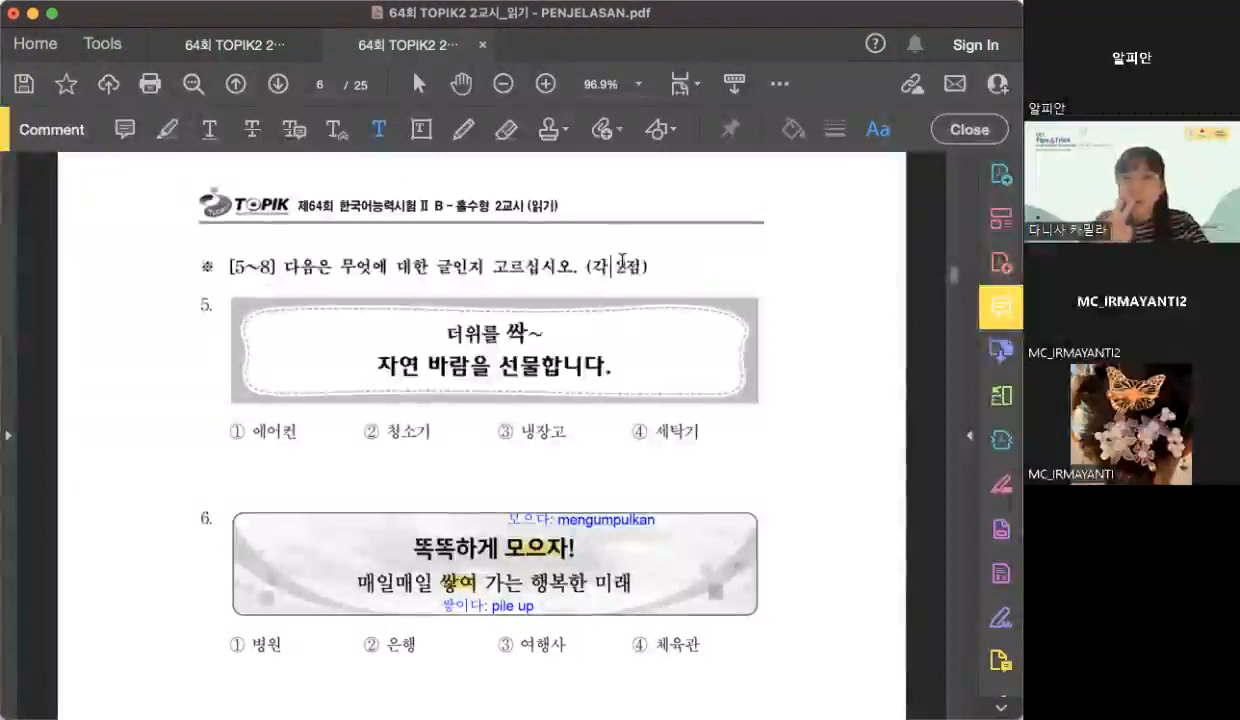 64회 TOPIK2 2교시_읽기 - PENJELASAN.pdf
Home
Tools
64회 TOPIK2 2···
64회 TOPIK2 2···
Sign In
6 / 25
96.9%
Comment
Close
TOPIK 제64회 한국어능력시험 Ⅱ B - 홀수형 2교시 (읽기)
※ [5~8] 다음은 무엇에 대한 글인지 고르십시오. (각 2점)
5.
더위를 싹~
자연 바람을 선물합니다.
① 에어컨 ② 청소기 ③ 냉장고 ④ 세탁기
6.
모으다: mengumpulkan
똑똑하게 모으자!
매일매일 쌓여 가는 행복한 미래
쌓이다: pile up
① 병원 ② 은행 ③ 여행사 ④ 체육관
알피안
알피안
Tips & Trick
다니사 카밀라
MC_IRMAYANTI2
MC_IRMAYANTI2
MC_IRMAYANTI